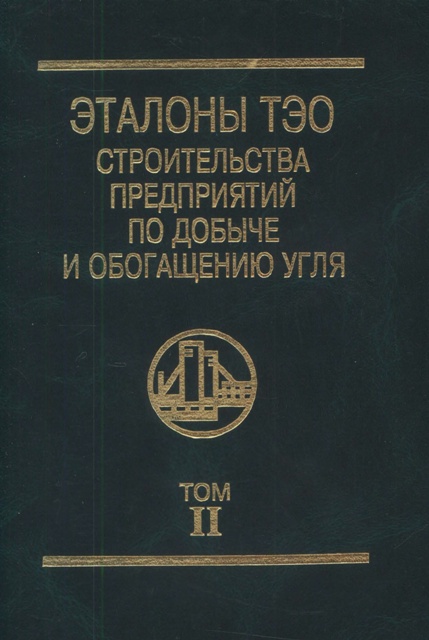 ЭТАЛОНЫ ТЭО
СТРОИТЕЛЬСТВА
ПРЕДПРИЯТИЙ
ПО ДОБЫЧЕ
И ОБОГАЩЕНИЮ УГЛЯ
ТОМ
II